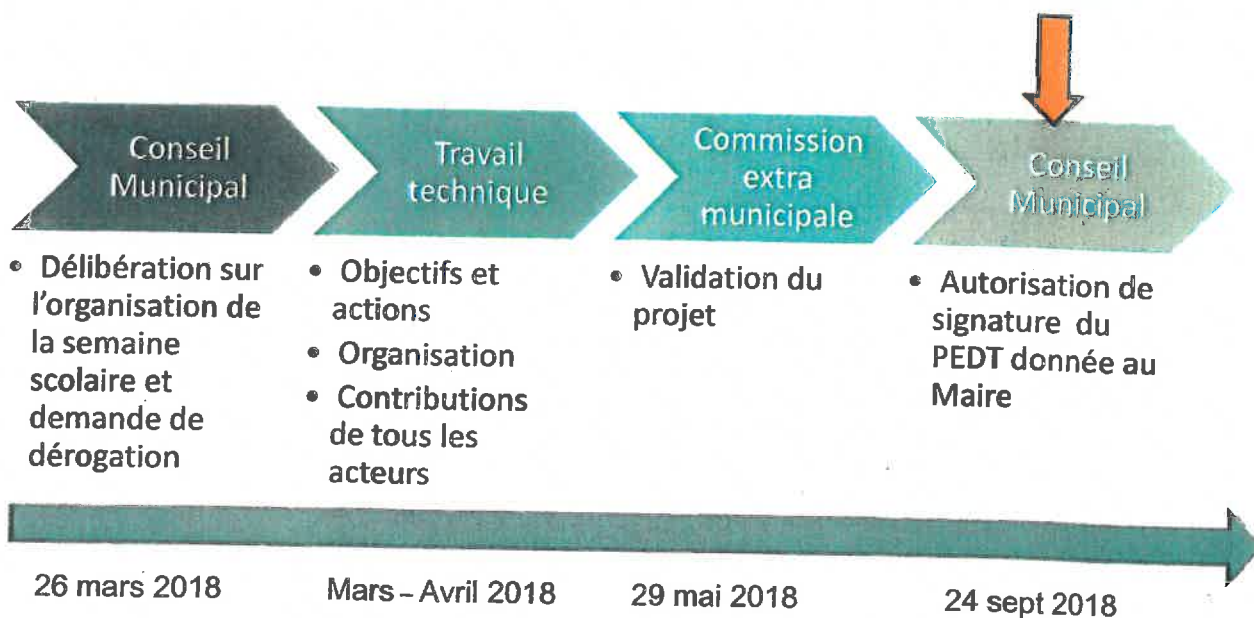 Conseil
Municipal
Travail
technique
Commission
extra
municipale
Conseil
Municipal
• Délibération sur
l'organisation de
la semaine
scolaire et
demande de
dérogation
• Objectifs et
actions
• Organisation
• Contributions
de tous les
acteurs
• Validation du
projet
• Autorisation de
signature du
PEDT donnée au
Maire
26 mars 2018
Mars – Avril 2018
29 mai 2018
24 sept 2018